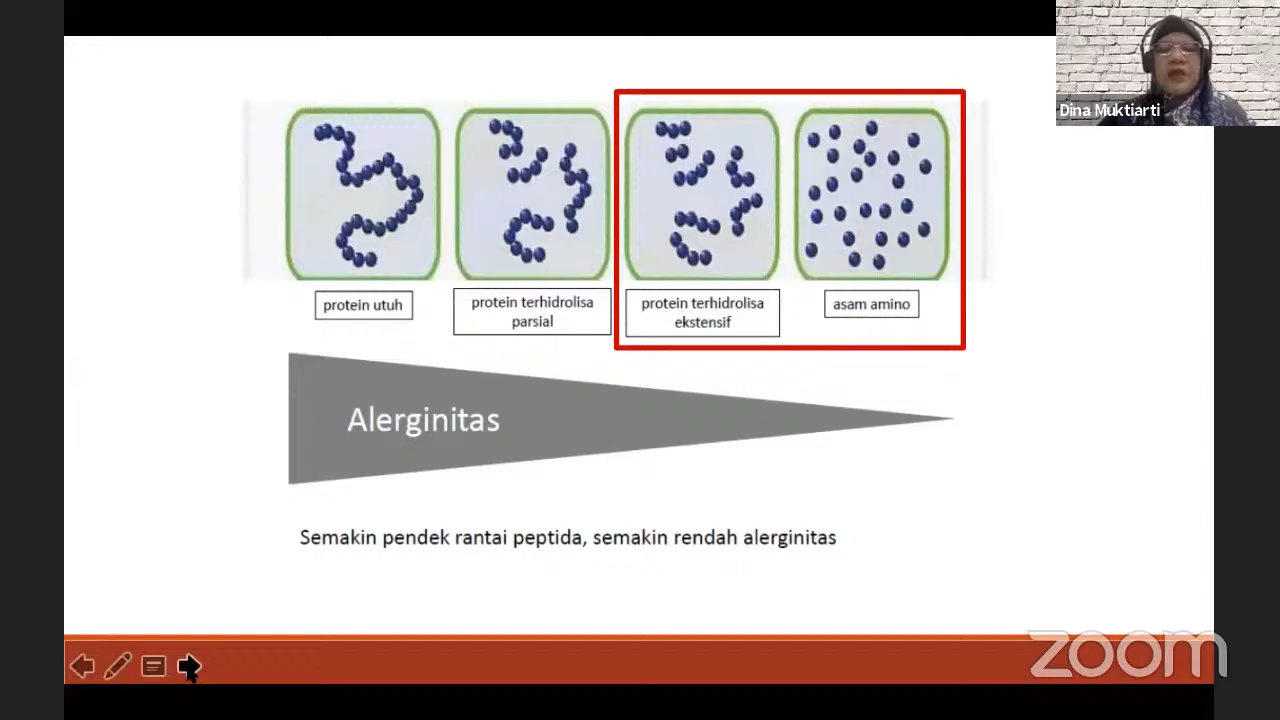 Dina Muktiarti
protein utuh
protein terhidrolisa
parsial
protein terhidrolisa
ekstensif
asam amino
Alerginitas
Semakin pendek rantai peptida, semakin rendah alerginitas
zoom